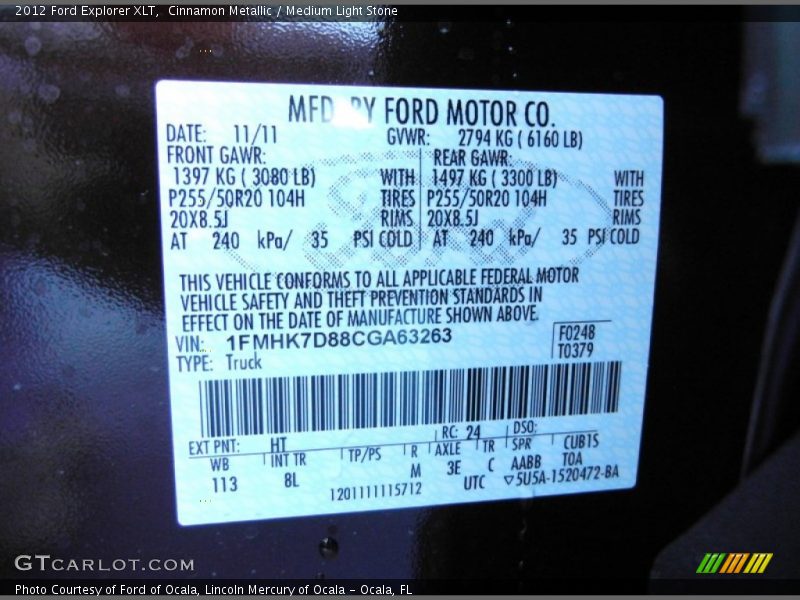 2012 Ford Explorer XLT, Cinnamon Metallic / Medium Light Stone
MFD. BY FORD MOTOR CO.
DATE: 11/11 GVWR: 2794 KG ( 6160 LB)
FRONT GAWR: REAR GAWR:
1397 KG ( 3080 LB) WITH 1497 KG ( 3300 LB) WITH
P255/50R20 104H TIRES P255/50R20 104H TIRES
20X8.5J RIMS 20X8.5J RIMS
AT 240 kPa/ 35 PSI COLD AT 240 kPa/ 35 PSI COLD
THIS VEHICLE CONFORMS TO ALL APPLICABLE FEDERAL MOTOR
VEHICLE SAFETY AND THEFT PREVENTION STANDARDS IN
EFFECT ON THE DATE OF MANUFACTURE SHOWN ABOVE.
VIN: 1FMHK7D88CGA63263 F0248
TYPE: Truck T0379
EXT PNT: HT RC: 24 DSO:
WB INT TR TP/PS R AXLE TR SPR CUB1S
113 8L M 3E C AABB TOA
1201111115712 UTC ▽5U5A-1520472-BA
GTCARLOT.COM
Photo Courtesy of Ford of Ocala, Lincoln Mercury of Ocala – Ocala, FL